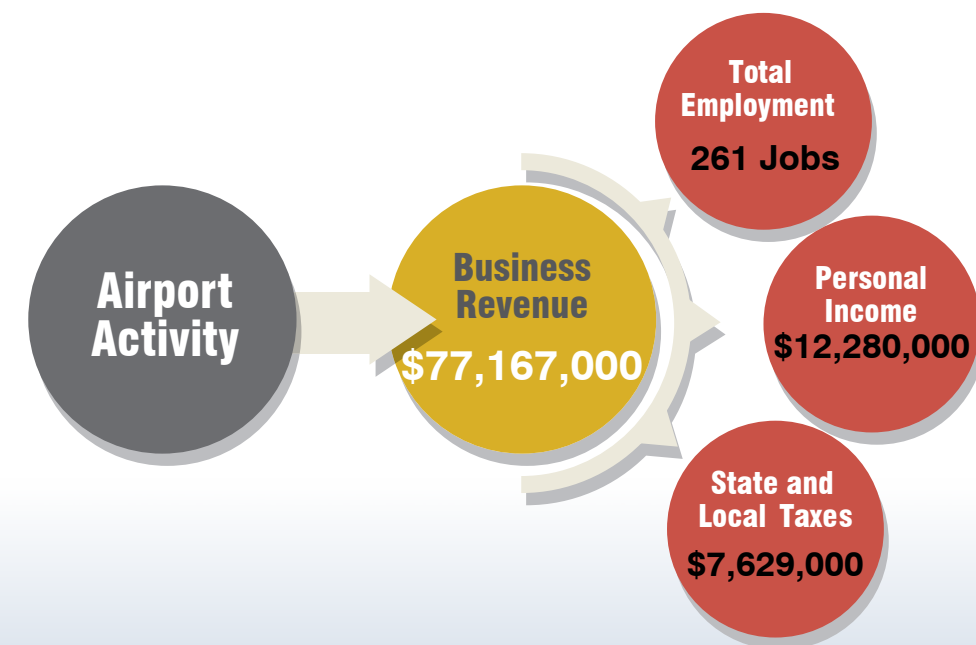 Airport
Activity
Business
Revenue
$77,167,000
Total
Employment
261 Jobs
Personal
Income
$12,280,000
State and
Local Taxes
$7,629,000